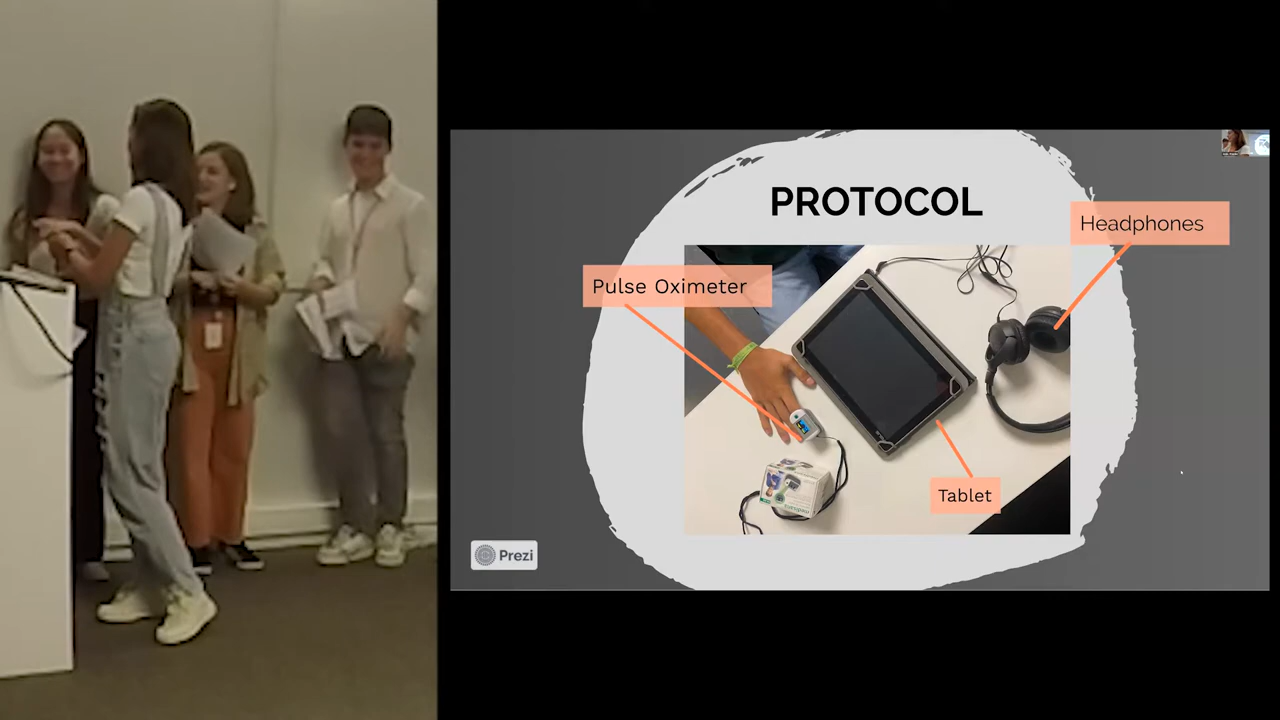 PROTOCOL
Headphones
Pulse Oximeter
Tablet
Prezi